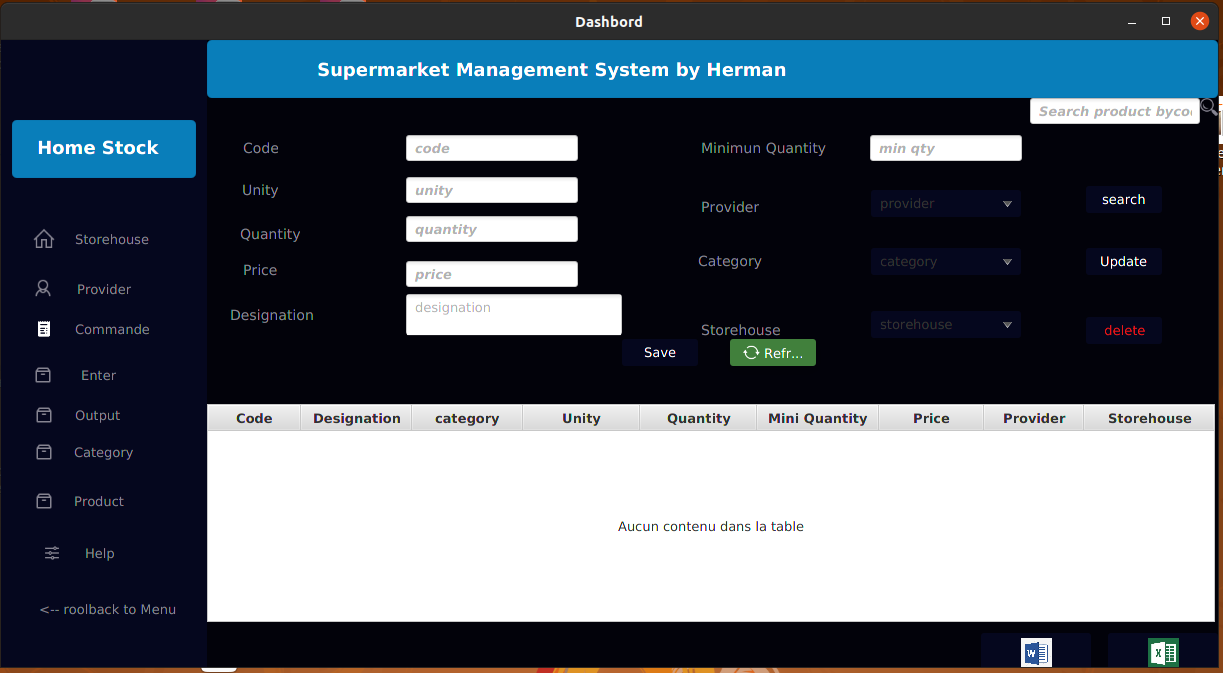 Dashbord
Supermarket Management System by Herman
Search product byco
Home Stock
Code
code
Minimun Quantity
min qty
Unity
unity
Provider
provider
search
Quantity
quantity
Storehouse
Price
price
Category
category
Update
Provider
Designation
designation
Storehouse
storehouse
delete
Commande
Save
Refr...
Enter
Output
Category
Product
Help
<-- roolback to Menu
Code
Designation
category
Unity
Quantity
Mini Quantity
Price
Provider
Storehouse
Aucun contenu dans la table
W
X